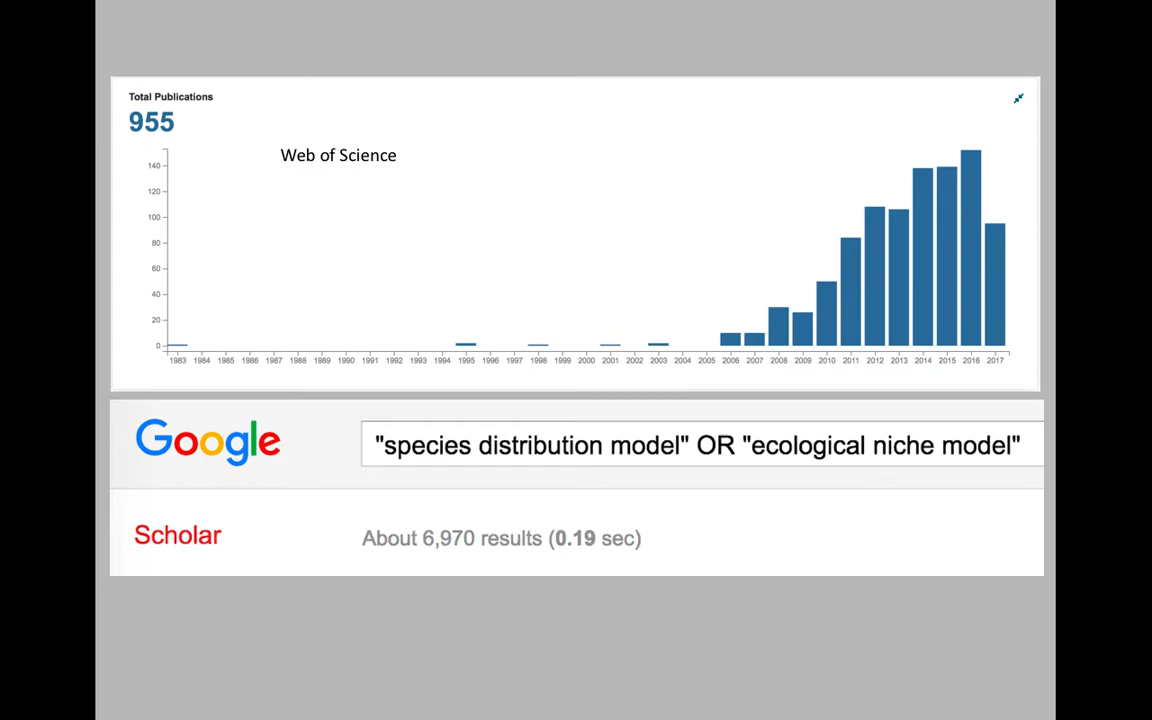 Total Publications
955
Web of Science
140
120
100
80
60
40
20
0
1983 1984 1985 1986 1987 1988 1989 1990 1991 1992 1993 1994 1995 1996 1997 1998 1999 2000 2001 2002 2003 2004 2005 2006 2007 2008 2009 2010 2011 2012 2013 2014 2015 2016 2017
Google "species distribution model" OR "ecological niche model"
Scholar About 6,970 results (0.19 sec)